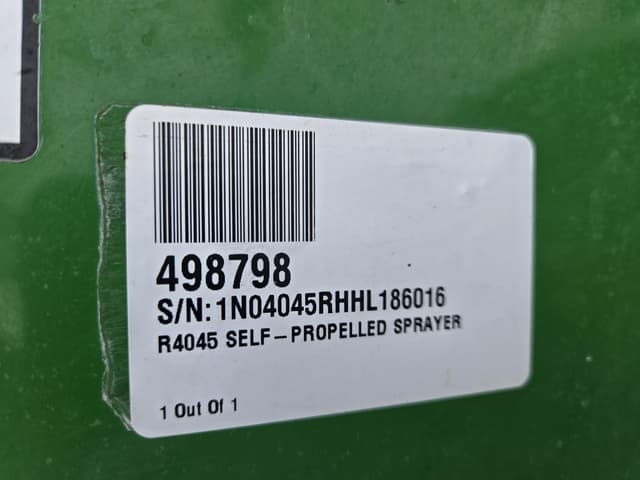 498798
S/N:1N04045RHHL186016
R4045 SELF-PROPELLED SPRAYER
1 Out Of 1